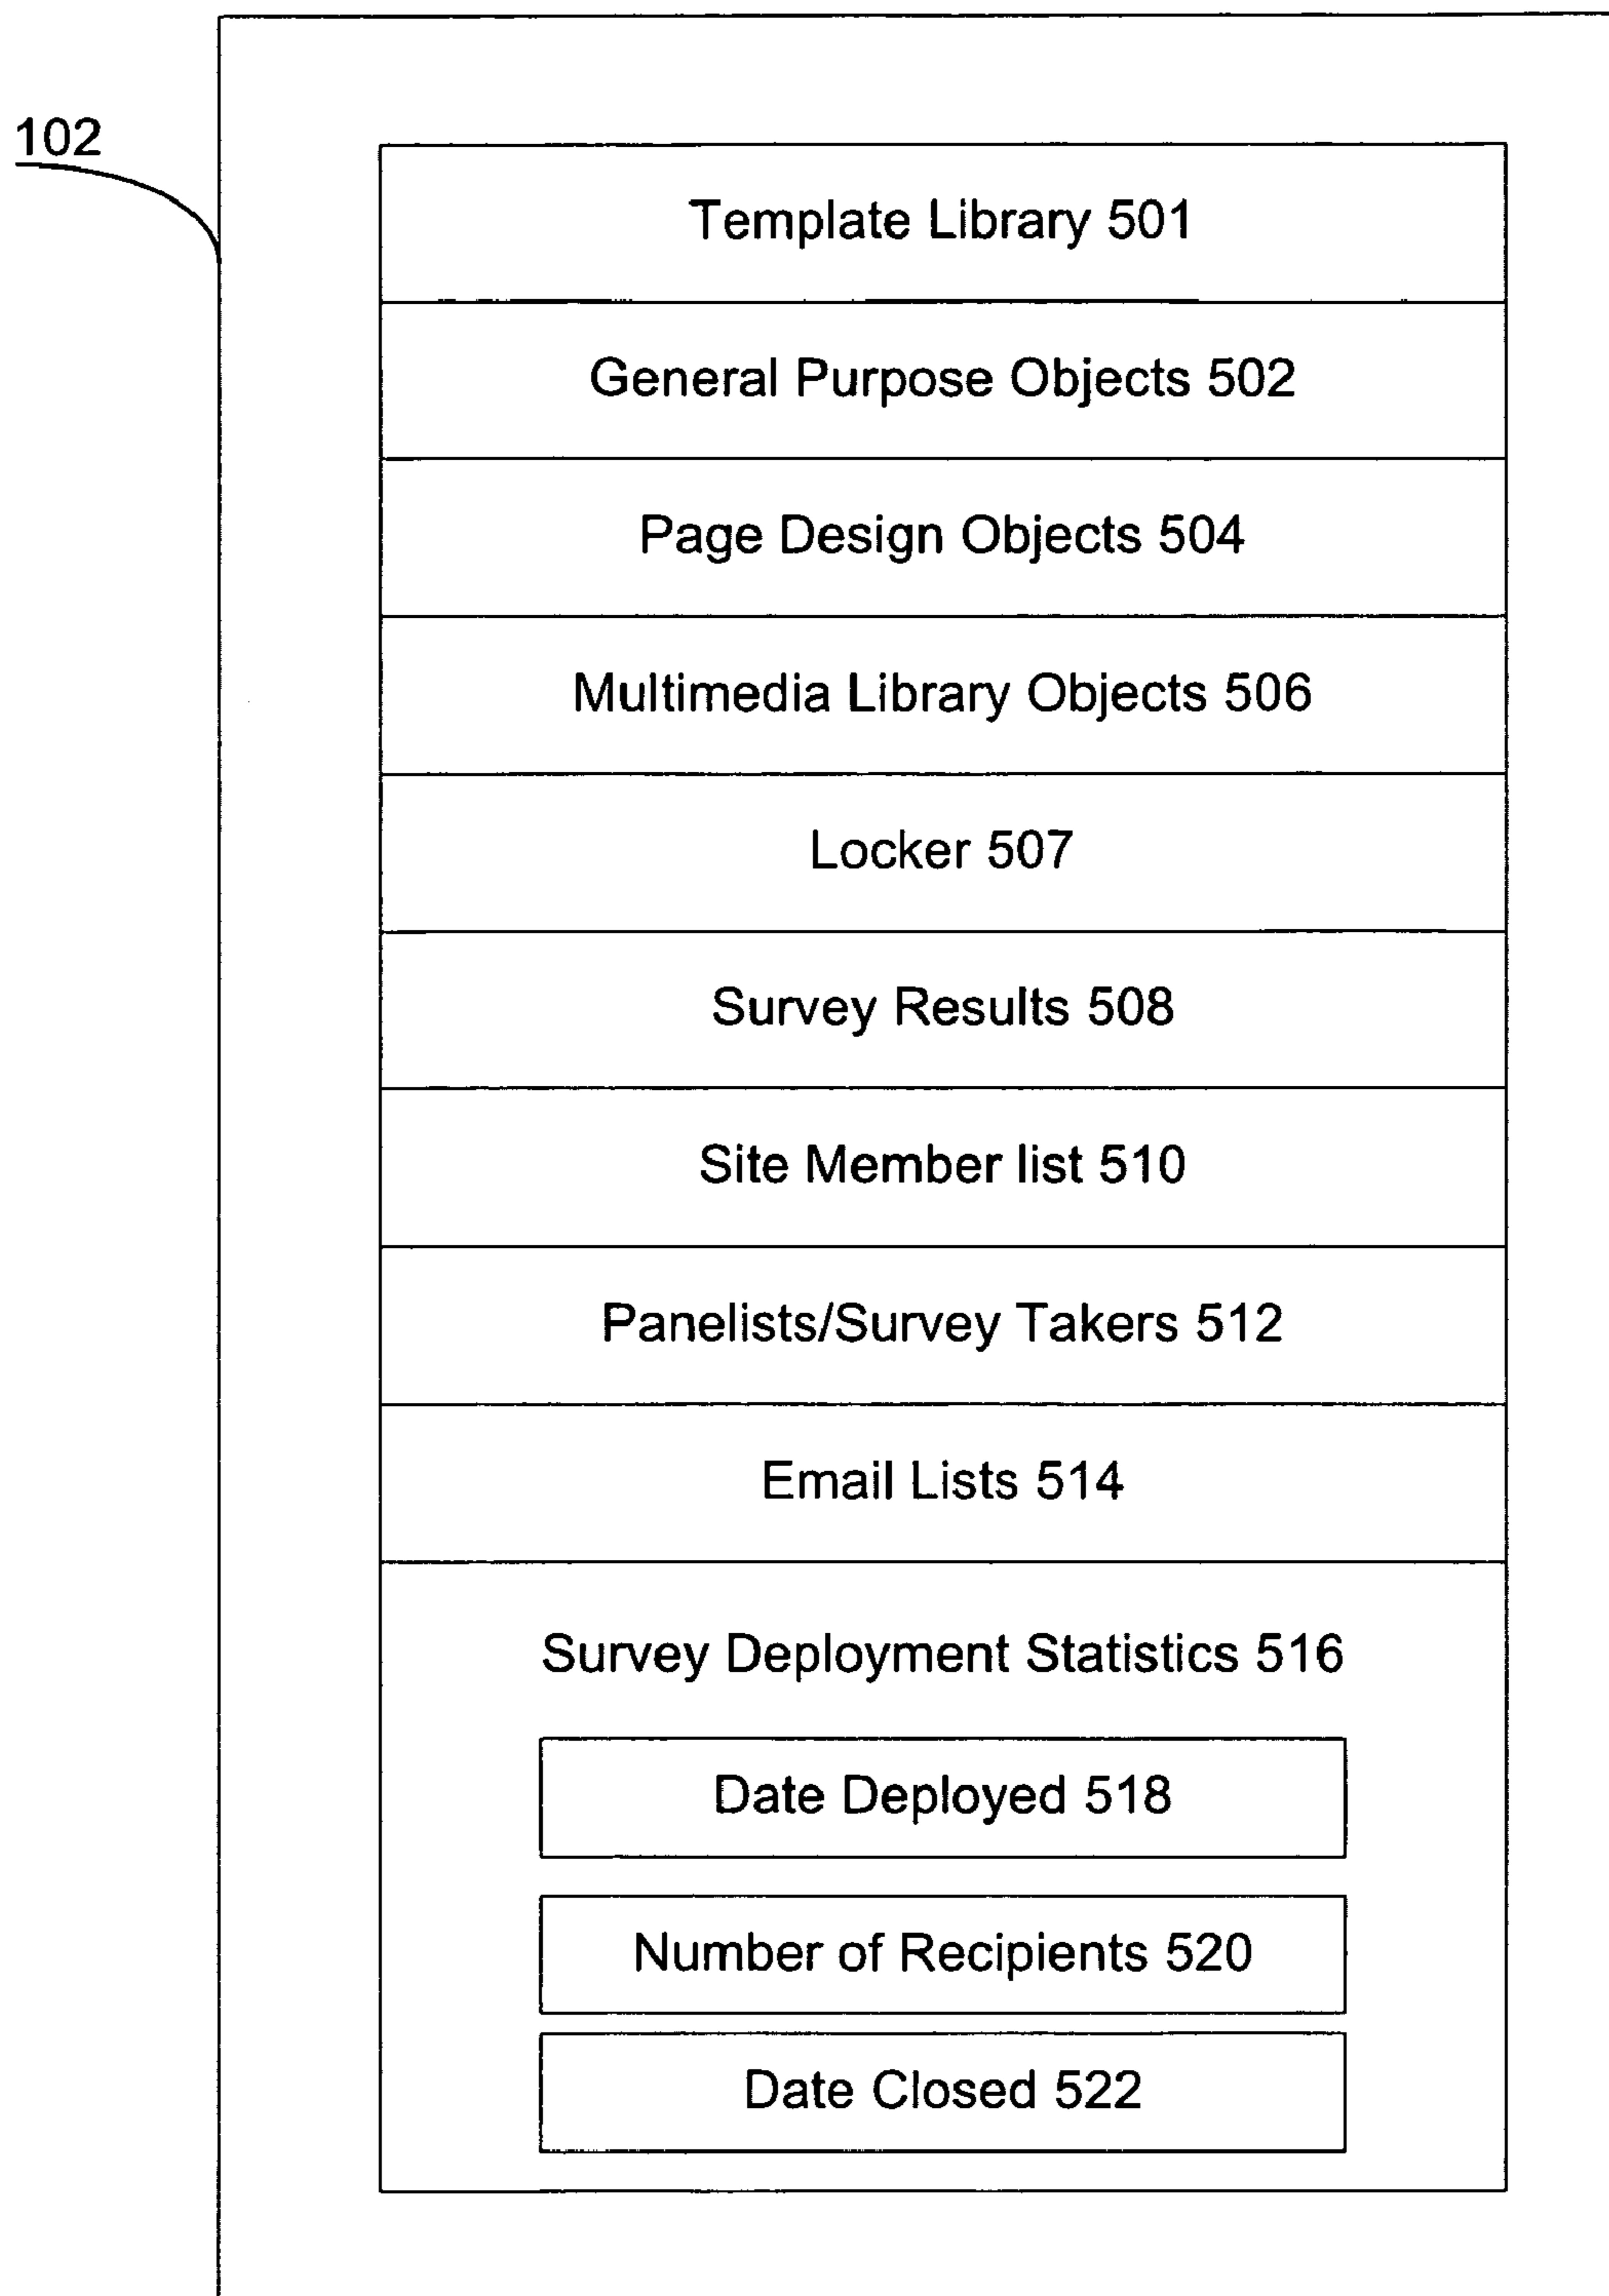 102
Template Library 501
General Purpose Objects 502
Page Design Objects 504
Multimedia Library Objects 506
Locker 507
Survey Results 508
Site Member list 510
Panelists/Survey Takers 512
Email Lists 514
Survey Deployment Statistics 516
Date Deployed 518
Number of Recipients 520
Date Closed 522